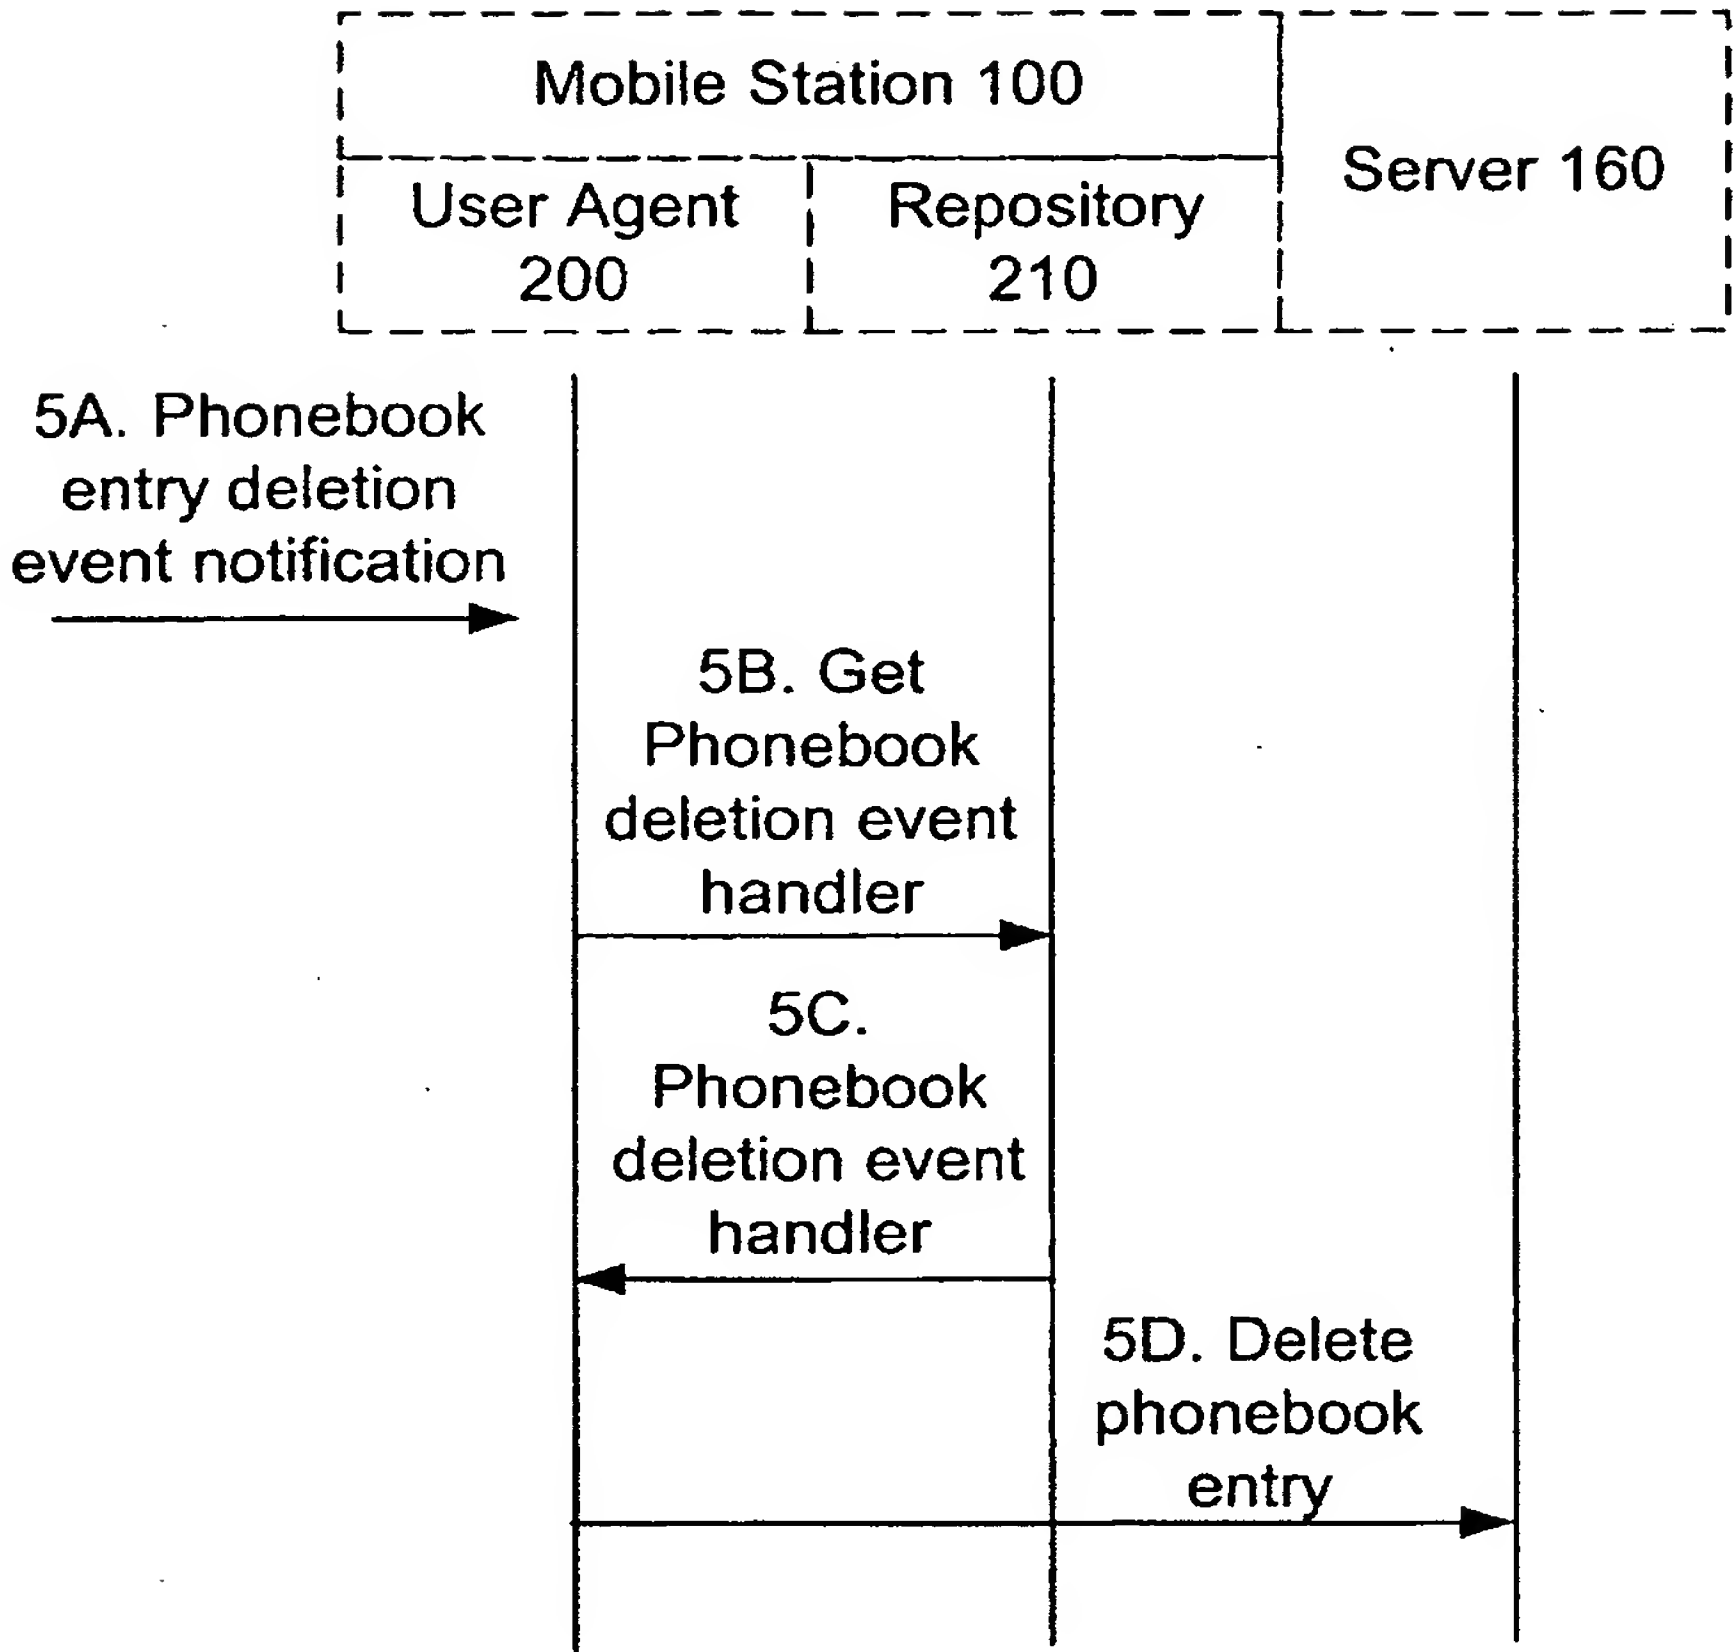 Mobile Station 100
Server 160
User Agent
200
Repository
210
5A. Phonebook
entry deletion
event notification
5B. Get
Phonebook
deletion event
handler
5C.
Phonebook
deletion event
handler
5D. Delete
phonebook
entry